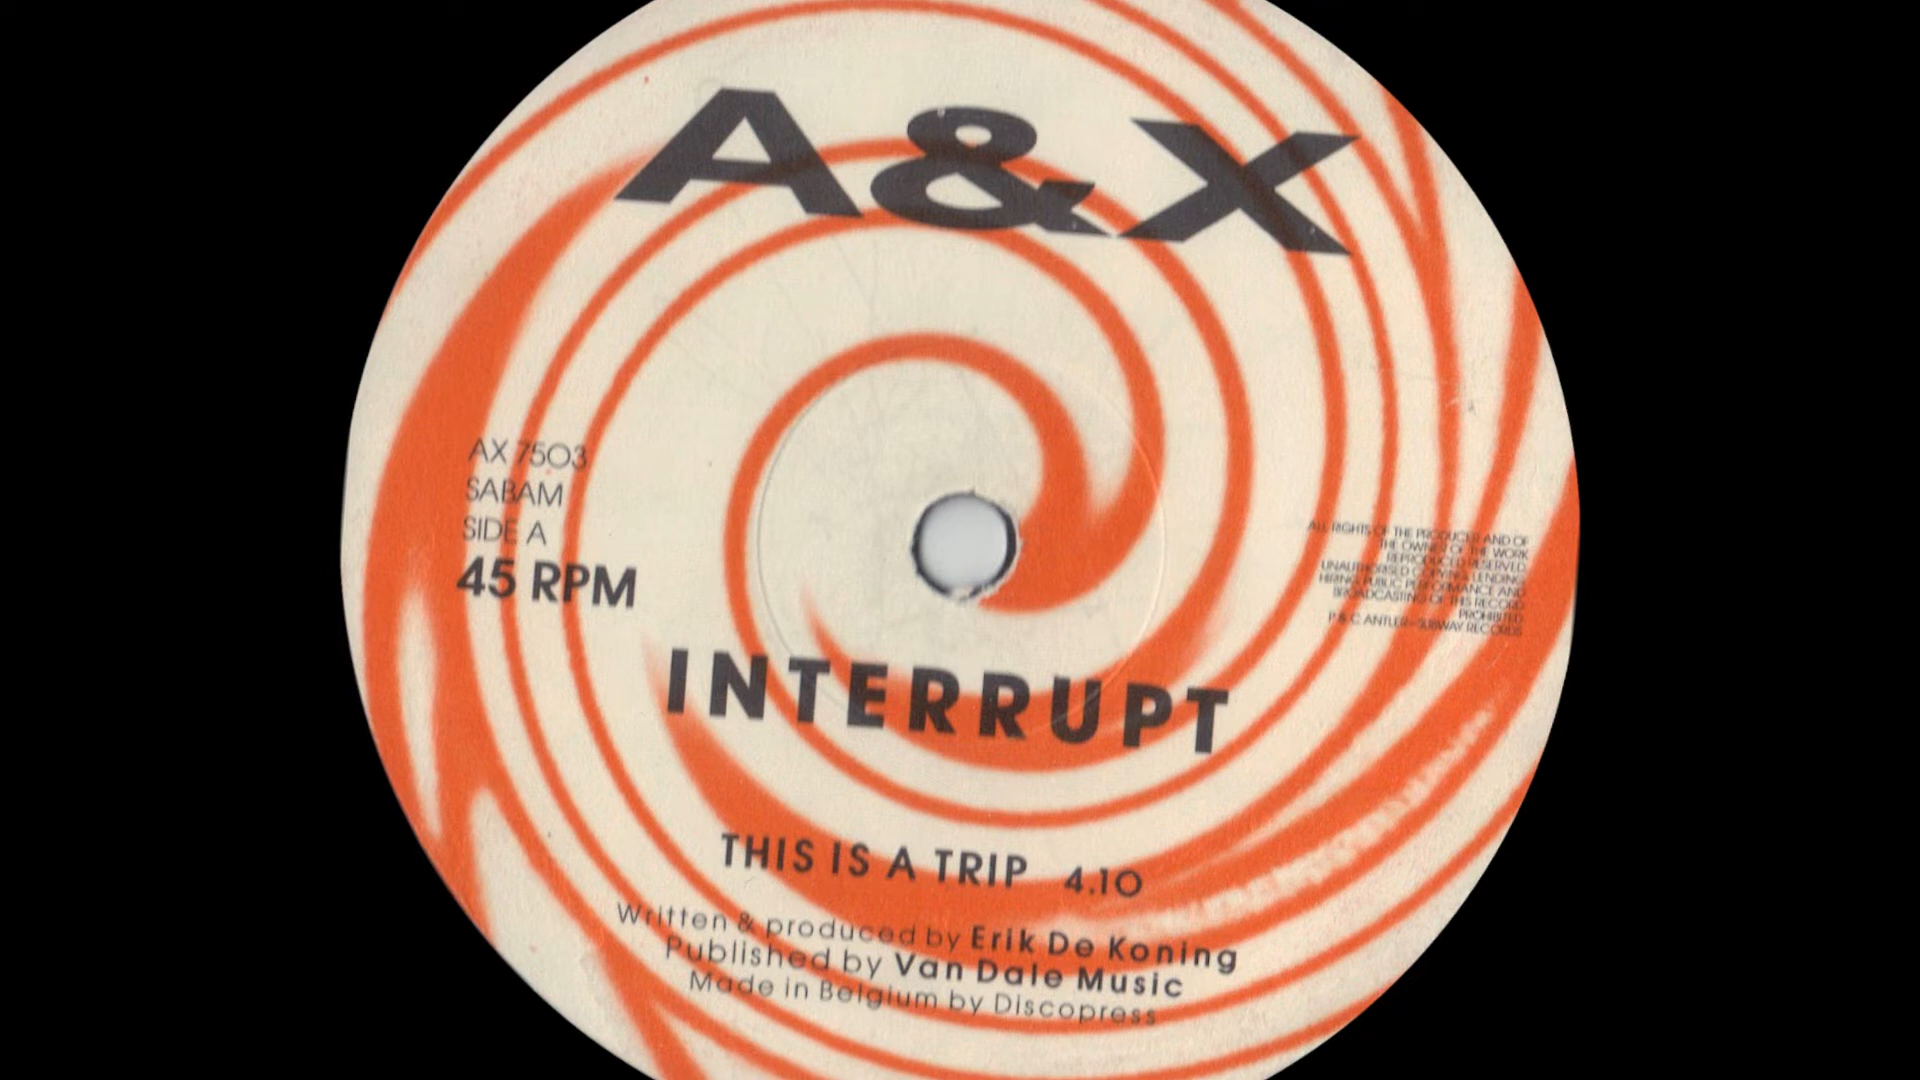 A&X
AX 7503
SABAM
SIDE A
45 RPM
ALL RIGHTS OF THE PRODUCER AND OF
THE OWNER OF THE WORK
REPRODUCED RESERVED.
UNAUTHORISED COPYING, LENDING,
HIRING, PUBLIC PERFORMANCE AND
BROADCASTING OF THIS RECORD
PROHIBITED
P & C ANTLER-SUBWAY RECORDS
INTERRUPT
THIS IS A TRIP 4.10
Written & produced by Erik De Koning
Published by Van Dale Music
Made in Belgium by Discopress